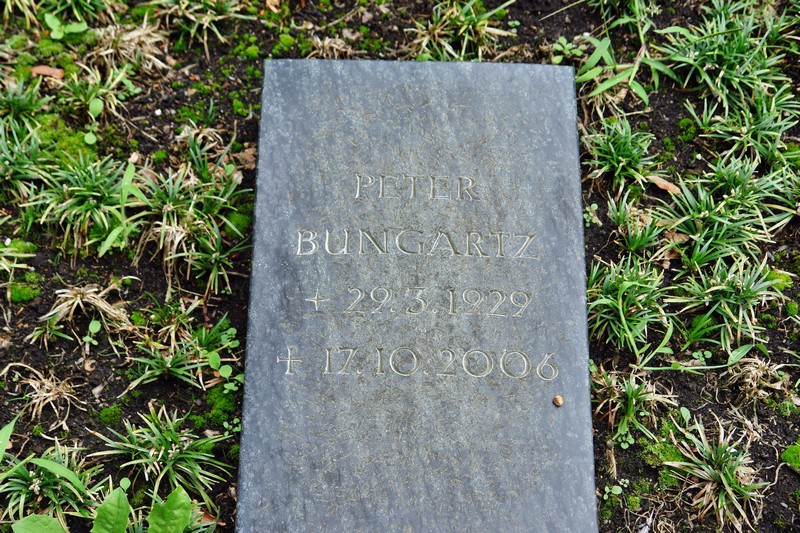 PETER
BUNGARTZ
+ 29.3.1929
† 17.10.2006